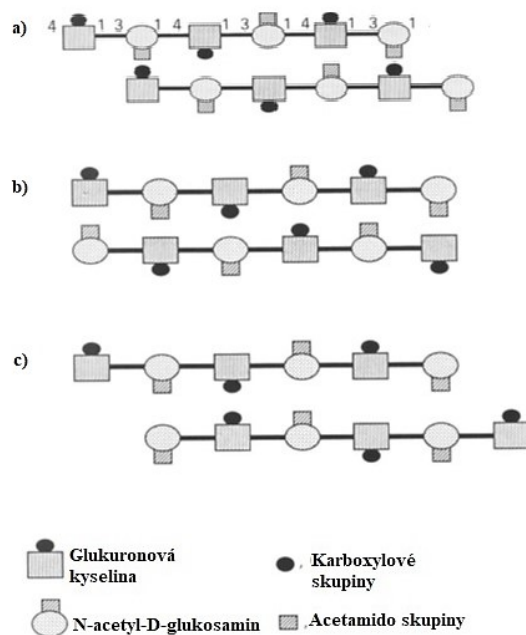 a)
4 1 3 1 4 1 3 1 4 1 3 1
b)
c)
Glukuronová
kyselina
Karboxylové
skupiny
N-acetyl-D-glukosamin
Acetamido skupiny